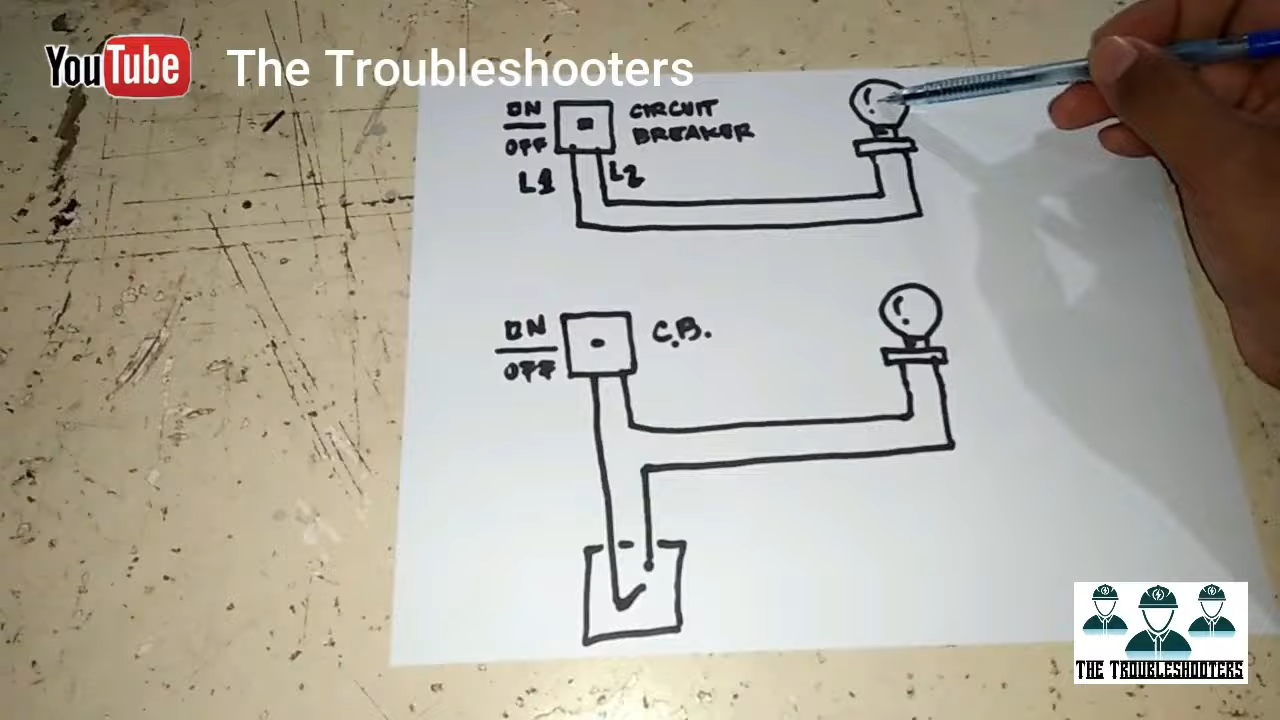 YouTube The Troubleshooters
ON
OFF
CIRCUIT
BREAKER
L1
L2
ON
OFF
C.B.
THE TROUBLESHOOTERS